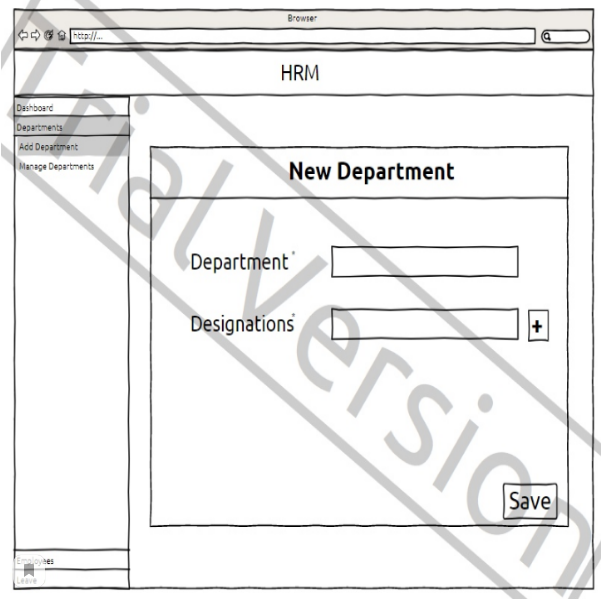 Browser
http://...
HRM
Dashboard
Departments
Add Department
Manage Departments
New Department
Department*
Designations*
+
Save
Employees
Leave
Trial Version